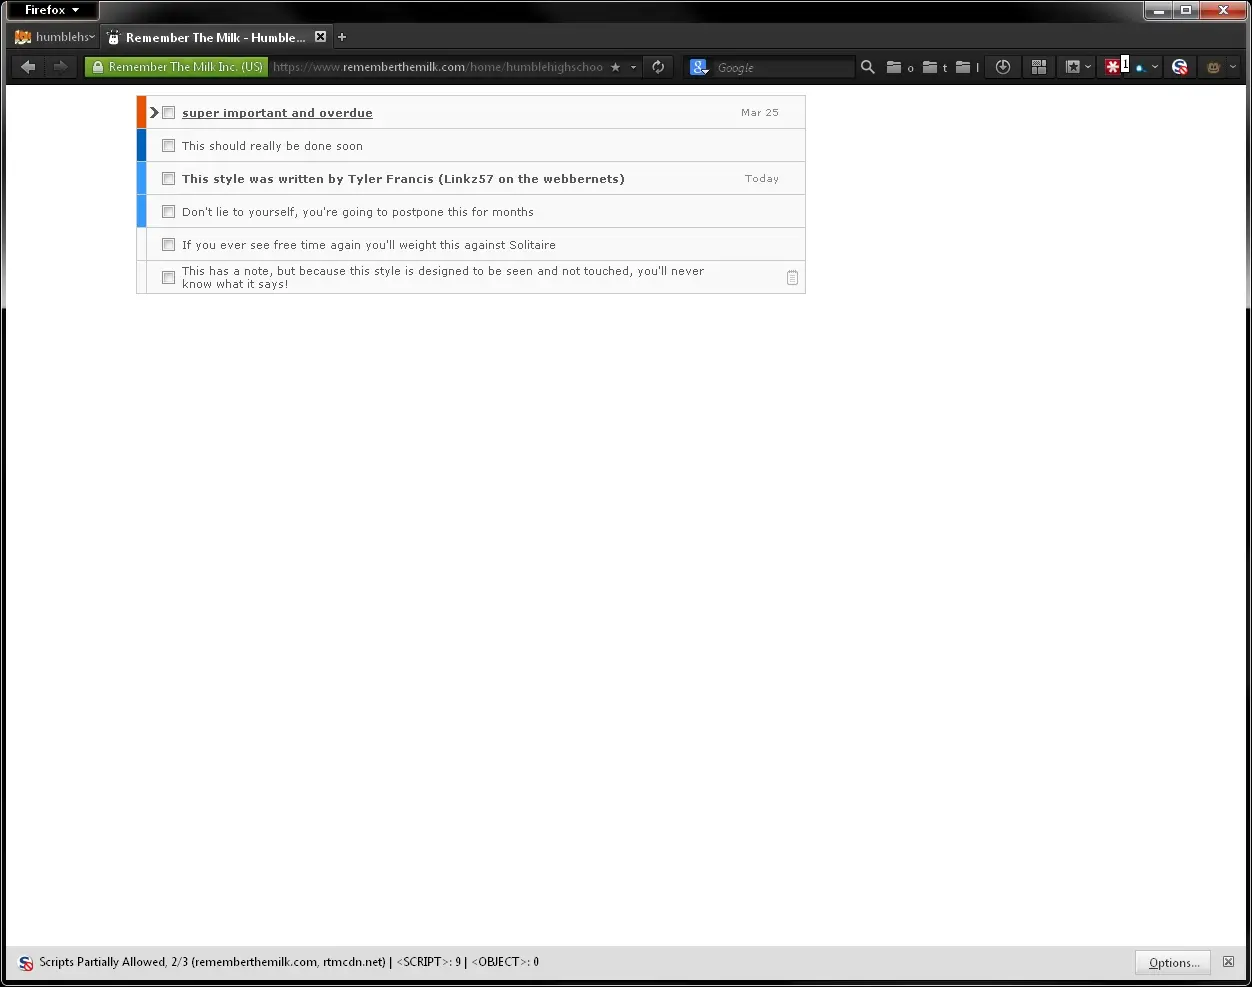 Firefox
humblehs
Remember The Milk - Humble...
Remember The Milk Inc. (US)
https://www.rememberthemilk.com/home/humblehighschoo
Google
o
t
l
1
super important and overdue
Mar 25
This should really be done soon
This style was written by Tyler Francis (Linkz57 on the webbernets)
Today
Don't lie to yourself, you're going to postpone this for months
If you ever see free time again you'll weight this against Solitaire
This has a note, but because this style is designed to be seen and not touched, you'll never
know what it says!
Scripts Partially Allowed, 2/3 (rememberthemilk.com, rtmcdn.net) | <SCRIPT>: 9 | <OBJECT>: 0
Options...